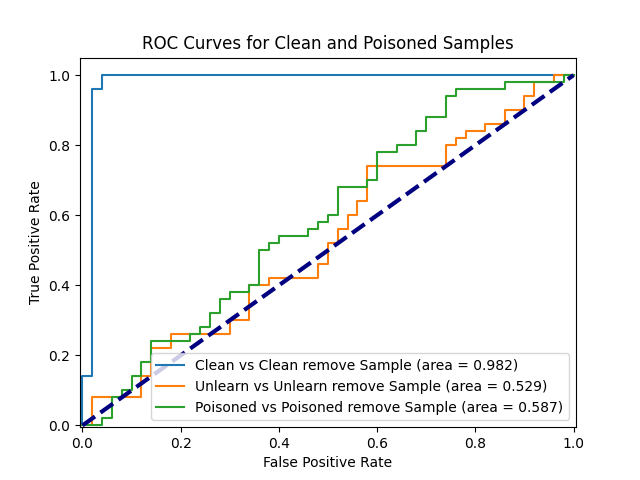 ROC Curves for Clean and Poisoned Samples
True Positive Rate
1.0
0.8
0.6
0.4
0.2
0.0
Clean vs Clean remove Sample (area = 0.982)
Unlearn vs Unlearn remove Sample (area = 0.529)
Poisoned vs Poisoned remove Sample (area = 0.587)
0.0 0.2 0.4 0.6 0.8 1.0
False Positive Rate